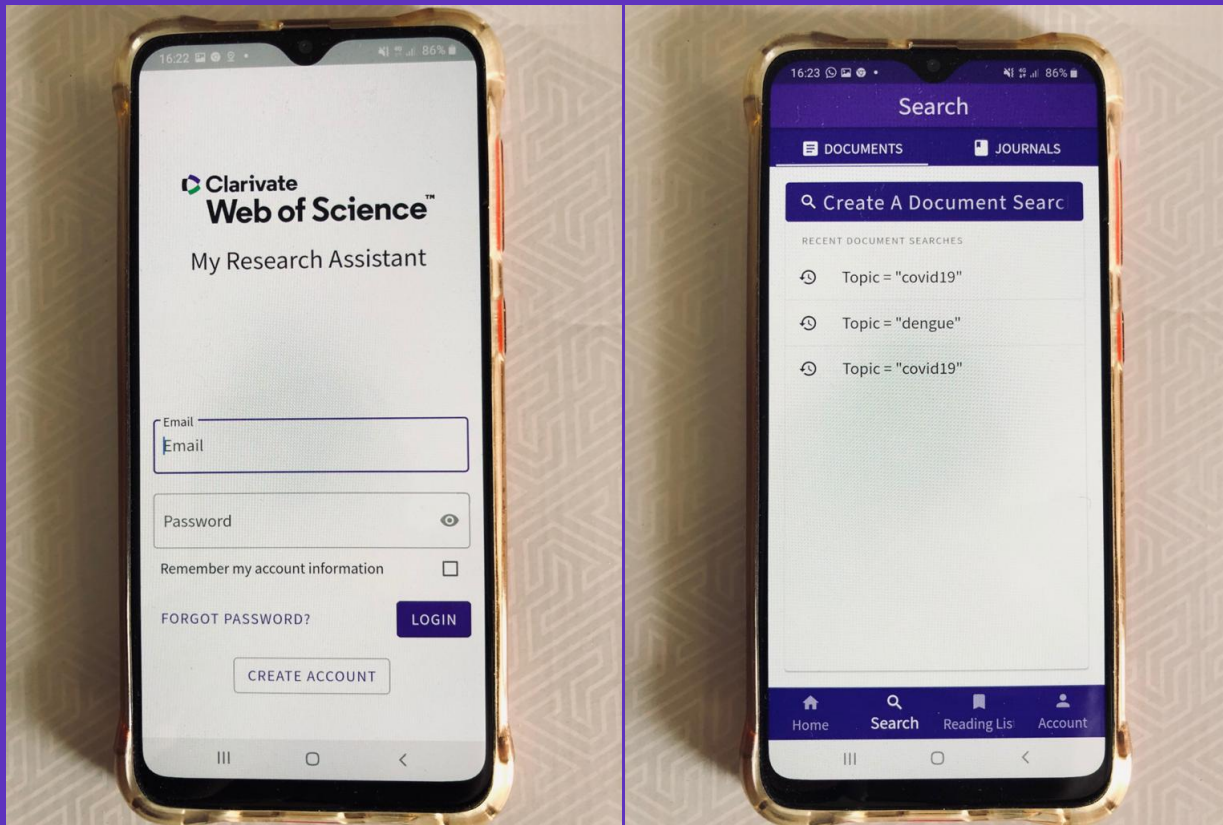 16:22
86%
Clarivate
Web of Science™
My Research Assistant
Email
Email
Password
Remember my account information
FORGOT PASSWORD?
LOGIN
CREATE ACCOUNT
16:23
86%
Search
DOCUMENTS
JOURNALS
Create A Document Searc
RECENT DOCUMENT SEARCHES
Topic = "covid19"
Topic = "dengue"
Topic = "covid19"
Home
Search
Reading Lis
Account